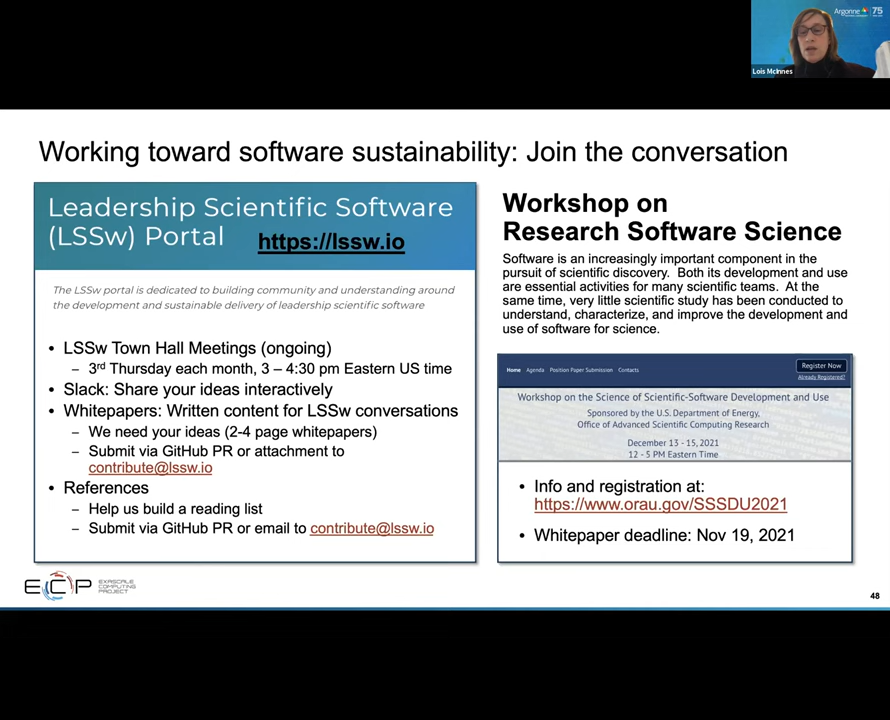 Argonne 75
Lois McInnes
Working toward software sustainability: Join the conversation
Leadership Scientific Software
(LSSw) Portal https://lssw.io
The LSSw portal is dedicated to building community and understanding around
the development and sustainable delivery of leadership scientific software
• LSSw Town Hall Meetings (ongoing)
– 3rd Thursday each month, 3 – 4:30 pm Eastern US time
• Slack: Share your ideas interactively
• Whitepapers: Written content for LSSw conversations
– We need your ideas (2-4 page whitepapers)
– Submit via GitHub PR or attachment to
contribute@lssw.io
• References
– Help us build a reading list
– Submit via GitHub PR or email to contribute@lssw.io
Workshop on
Research Software Science
Software is an increasingly important component in the
pursuit of scientific discovery. Both its development and use
are essential activities for many scientific teams. At the
same time, very little scientific study has been conducted to
understand, characterize, and improve the development and
use of software for science.
Home Agenda Position Paper Submission Contacts
Register Now
Already Registered?
Workshop on the Science of Scientific-Software Development and Use
Sponsored by the U.S. Department of Energy,
Office of Advanced Scientific Computing Research
December 13 - 15, 2021
12 - 5 PM Eastern Time
• Info and registration at:
https://www.orau.gov/SSSDU2021
• Whitepaper deadline: Nov 19, 2021
ECP EXASCALE
COMPUTING
PROJECT
48